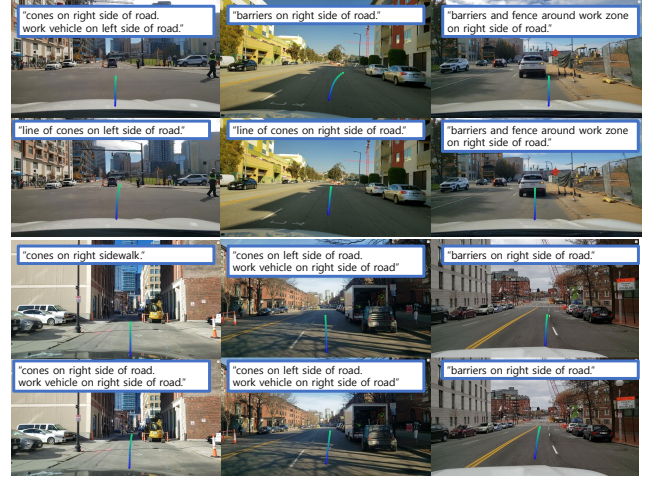 "cones on right side of road.
work vehicle on left side of road."
"barriers on right side of road."
"barriers and fence around work zone
on right side of road."
"line of cones on left side of road."
"line of cones on right side of road."
"barriers and fence around work zone
on right side of road."
"cones on right sidewalk."
"cones on left side of road.
work vehicle on right side of road"
"barriers on right side of road."
"cones on right side of road.
work vehicle on right side of road."
"cones on left side of road.
work vehicle on right side of road"
"barriers on right side of road."